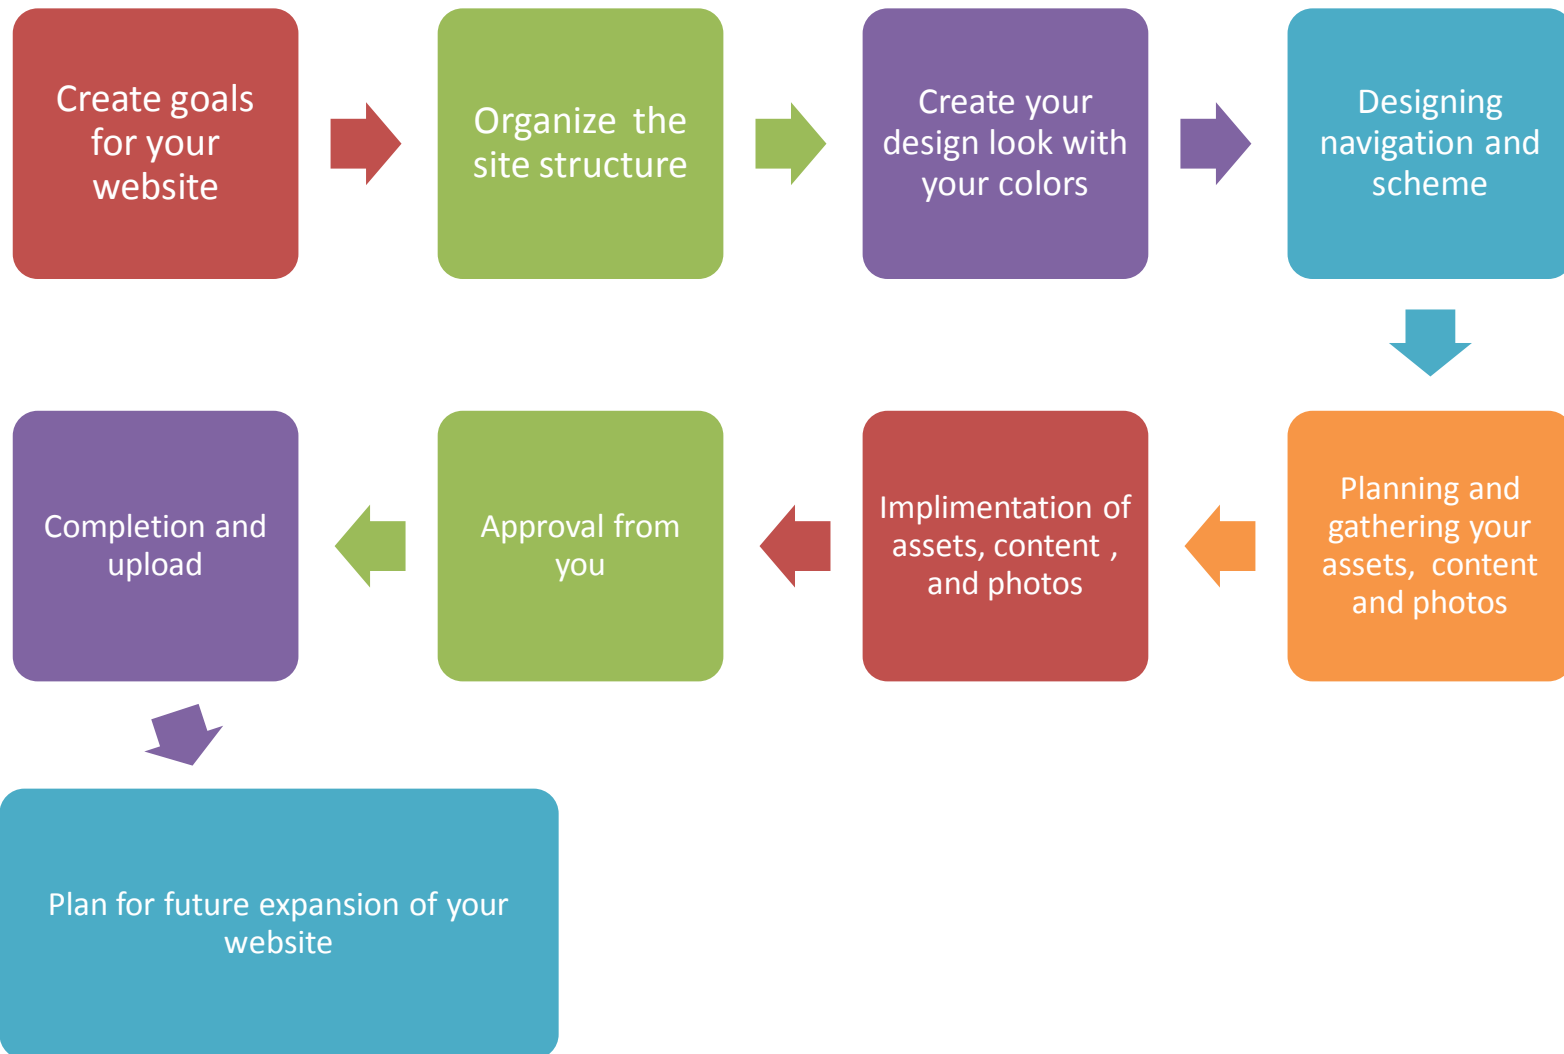 Create goals
for your
website
Organize the
site structure
Create your
design look with
your colors
Designing
navigation and
scheme
Planning and
gathering your
assets, content
and photos
Implimentation of
assets, content ,
and photos
Approval from
you
Completion and
upload
Plan for future expansion of your
website